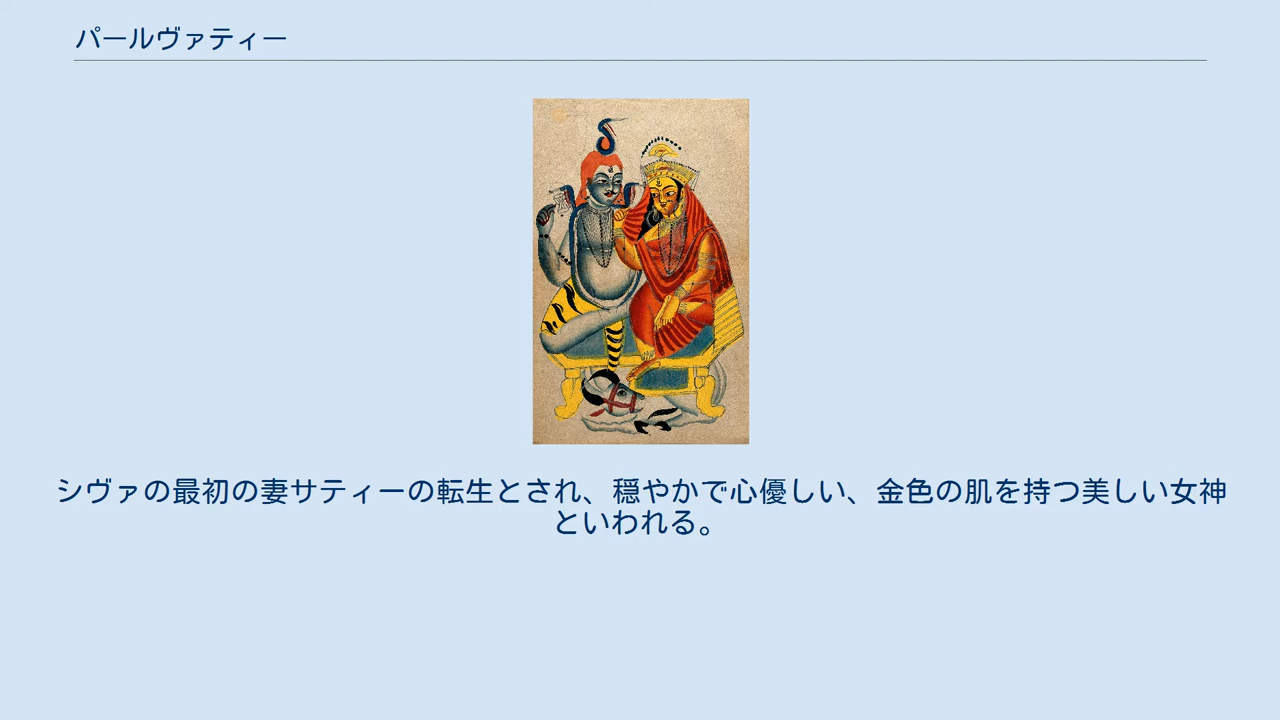 パールヴァティー
シヴァの最初の妻サティーの転生とされ、穏やかで心優しい、金色の肌を持つ美しい女神
といわれる。